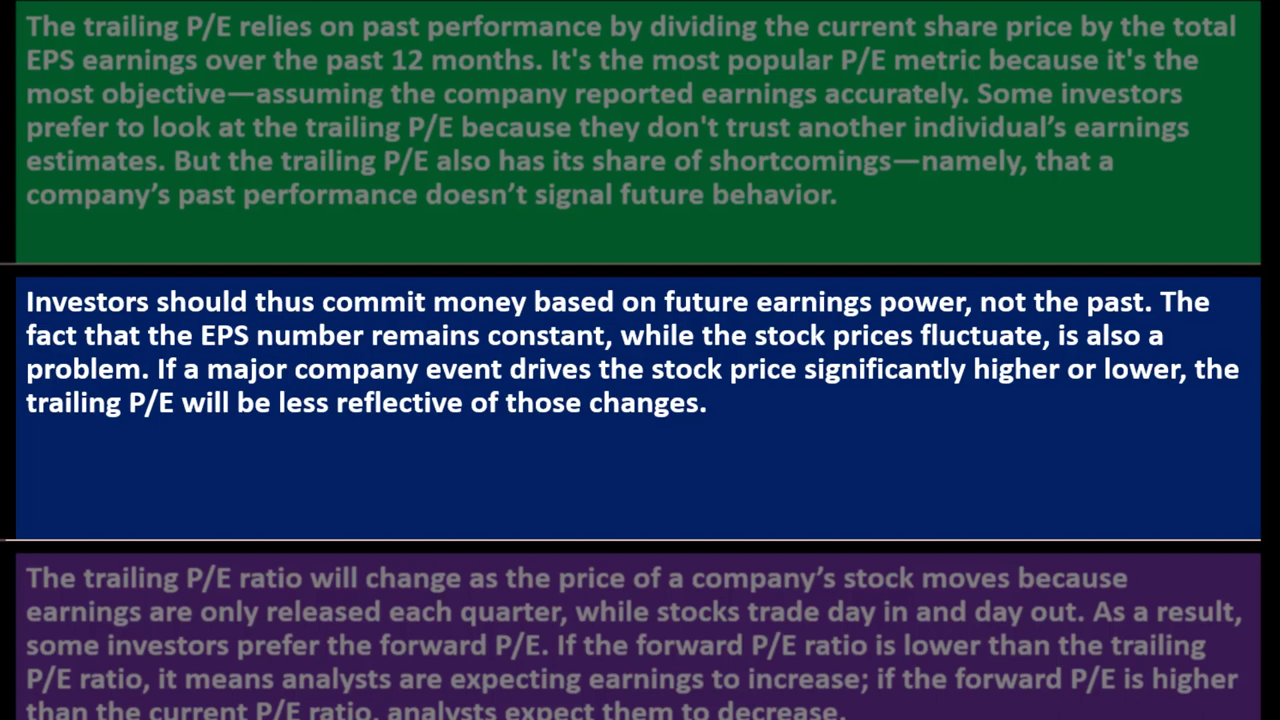 The trailing P/E relies on past performance by dividing the current share price by the total
EPS earnings over the past 12 months. It's the most popular P/E metric because it's the
most objective—assuming the company reported earnings accurately. Some investors
prefer to look at the trailing P/E because they don't trust another individual’s earnings
estimates. But the trailing P/E also has its share of shortcomings—namely, that a
company’s past performance doesn’t signal future behavior.
Investors should thus commit money based on future earnings power, not the past. The
fact that the EPS number remains constant, while the stock prices fluctuate, is also a
problem. If a major company event drives the stock price significantly higher or lower, the
trailing P/E will be less reflective of those changes.
The trailing P/E ratio will change as the price of a company’s stock moves because
earnings are only released each quarter, while stocks trade day in and day out. As a result,
some investors prefer the forward P/E. If the forward P/E ratio is lower than the trailing
P/E ratio, it means analysts are expecting earnings to increase; if the forward P/E is higher
than the current P/E ratio, analysts expect them to decrease.